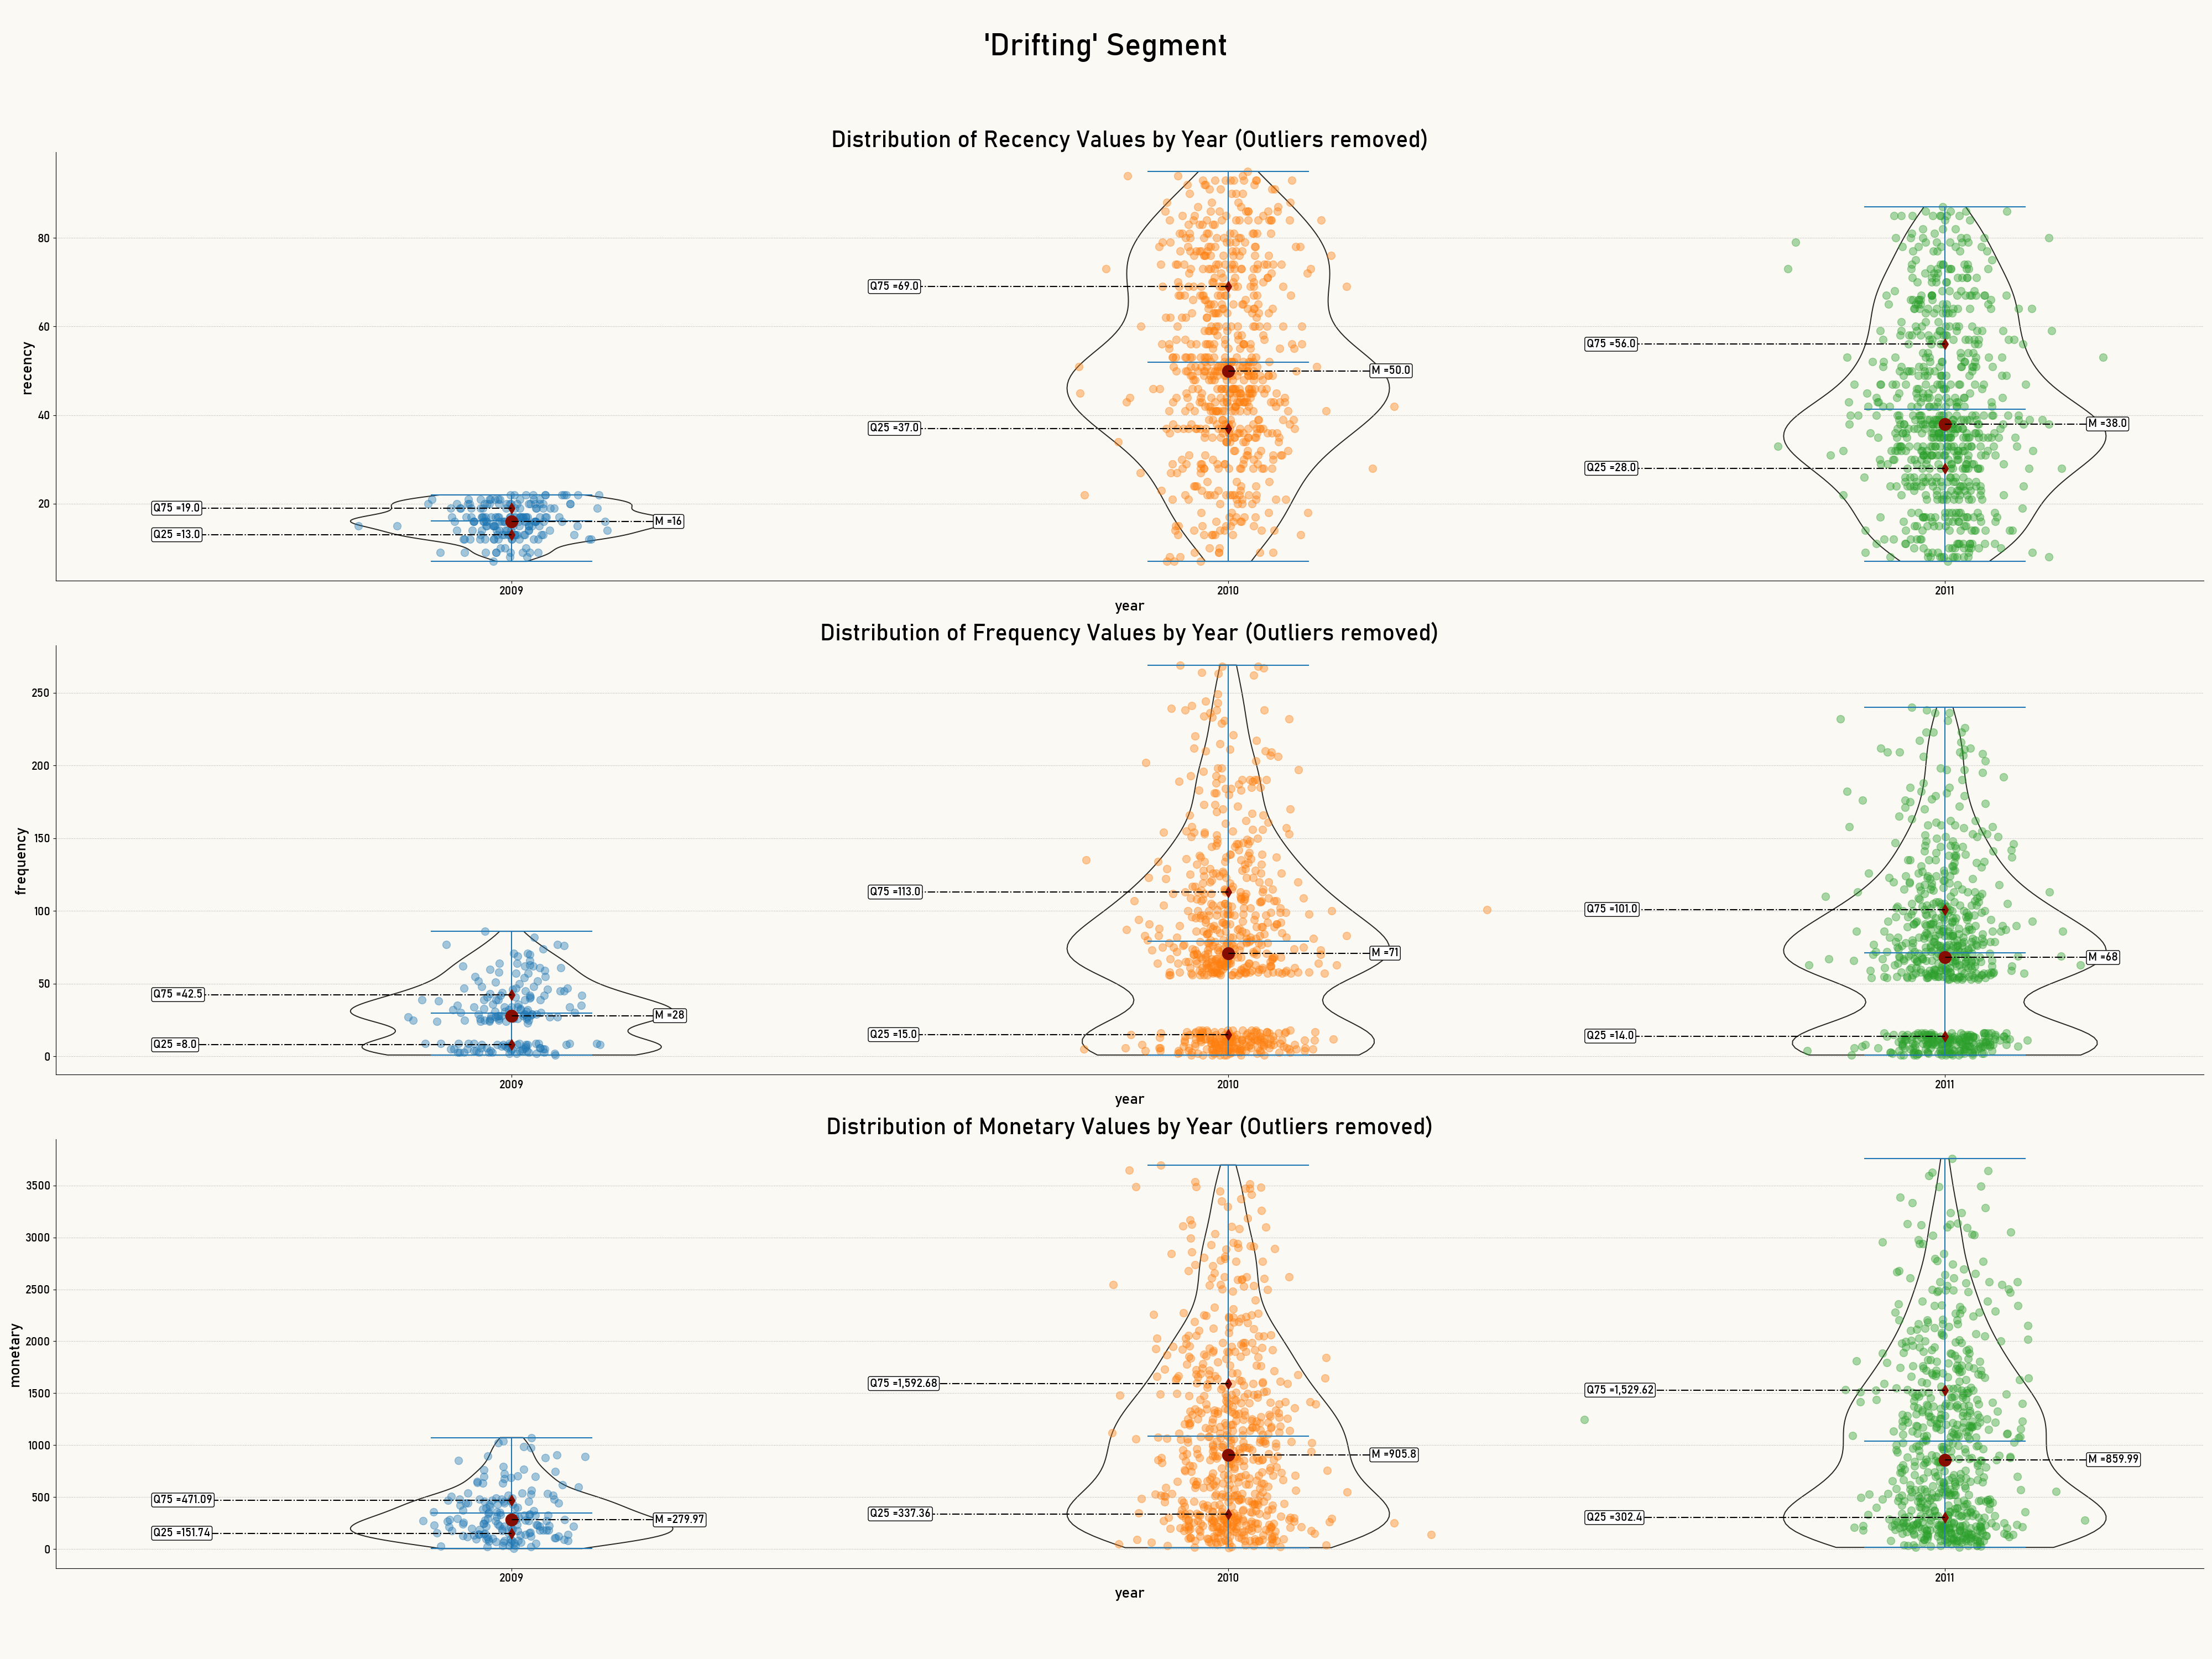 'Drifting' Segment
Distribution of Recency Values by Year (Outliers removed)
recency
80
60
40
20
Q75 =19.0
Q25 =13.0
M =16
Q75 =69.0
Q25 =37.0
M =50.0
Q75 =56.0
Q25 =28.0
M =38.0
2009
2010
2011
year
Distribution of Frequency Values by Year (Outliers removed)
frequency
250
200
150
100
50
0
Q75 =42.5
Q25 =8.0
M =28
Q75 =113.0
Q25 =15.0
M =71
Q75 =101.0
Q25 =14.0
M =68
2009
2010
2011
year
Distribution of Monetary Values by Year (Outliers removed)
monetary
3500
3000
2500
2000
1500
1000
500
0
Q75 =471.09
Q25 =151.74
M =279.97
Q75 =1,592.68
Q25 =337.36
M =905.8
Q75 =1,529.62
Q25 =302.4
M =859.99
2009
2010
2011
year